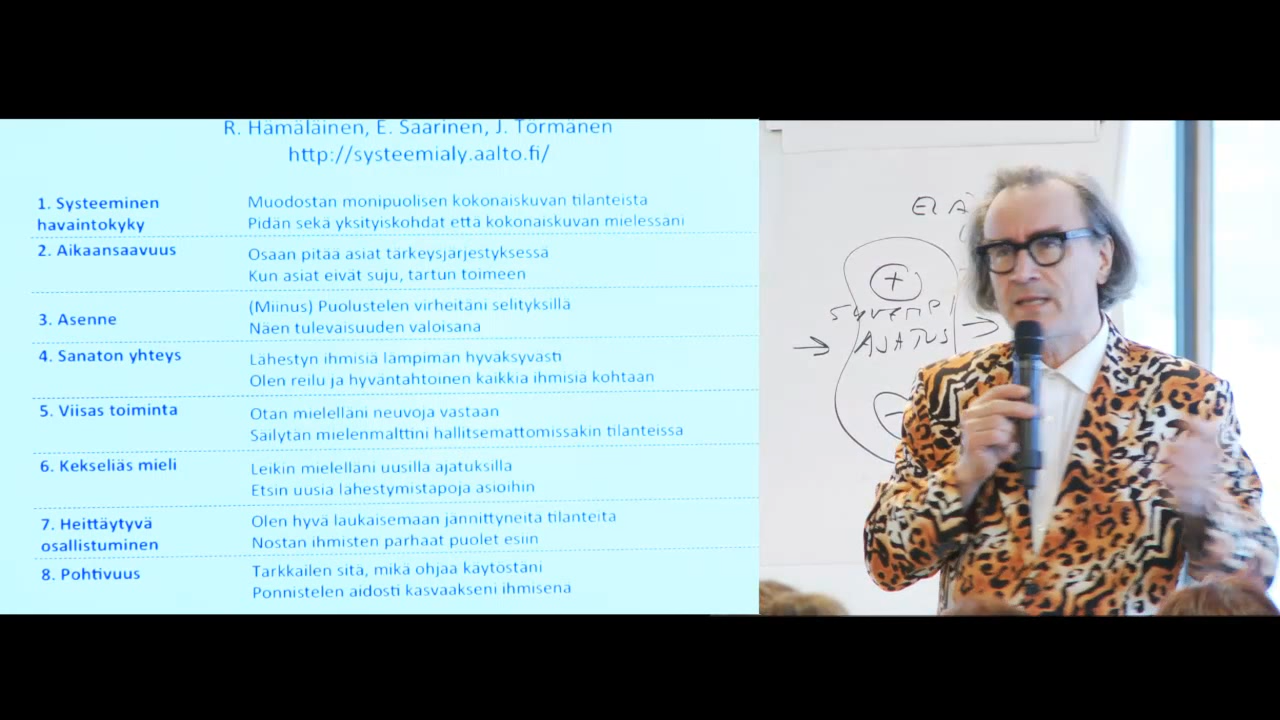 R. Hämäläinen, E. Saarinen, J. Törmänen
http://systeemialy.aalto.fi/
1. Systeeminen havaintokyky
Muodostan monipuolisen kokonaiskuvan tilanteista
Pidän sekä yksityiskohdat että kokonaiskuvan mielessäni
2. Aikaansaavuus
Osaan pitää asiat tärkeysjärjestyksessä
Kun asiat eivät suju, tartun toimeen
3. Asenne
(Miinus) Puolustelen virheitäni selityksillä
Näen tulevaisuuden valoisana
4. Sanaton yhteys
Lähestyn ihmisiä lämpimän hyväksyvästi
Olen reilu ja hyväntahtoinen kaikkia ihmisiä kohtaan
5. Viisas toiminta
Otan mielelläni neuvoja vastaan
Säilytän mielenmalttini hallitsemattomissakin tilanteissa
6. Kekseliäs mieli
Leikin mielelläni uusilla ajatuksilla
Etsin uusia lähestymistapoja asioihin
7. Heittäytyvä osallistuminen
Olen hyvä laukaisemaan jännittyneitä tilanteita
Nostan ihmisten parhaat puolet esiin
8. Pohtivuus
Tarkkailen sitä, mikä ohjaa käytöstäni
Ponnistelen aidosti kasvaakseni ihmisenä
ELÄ
+
SYVEMPI
AJATUS